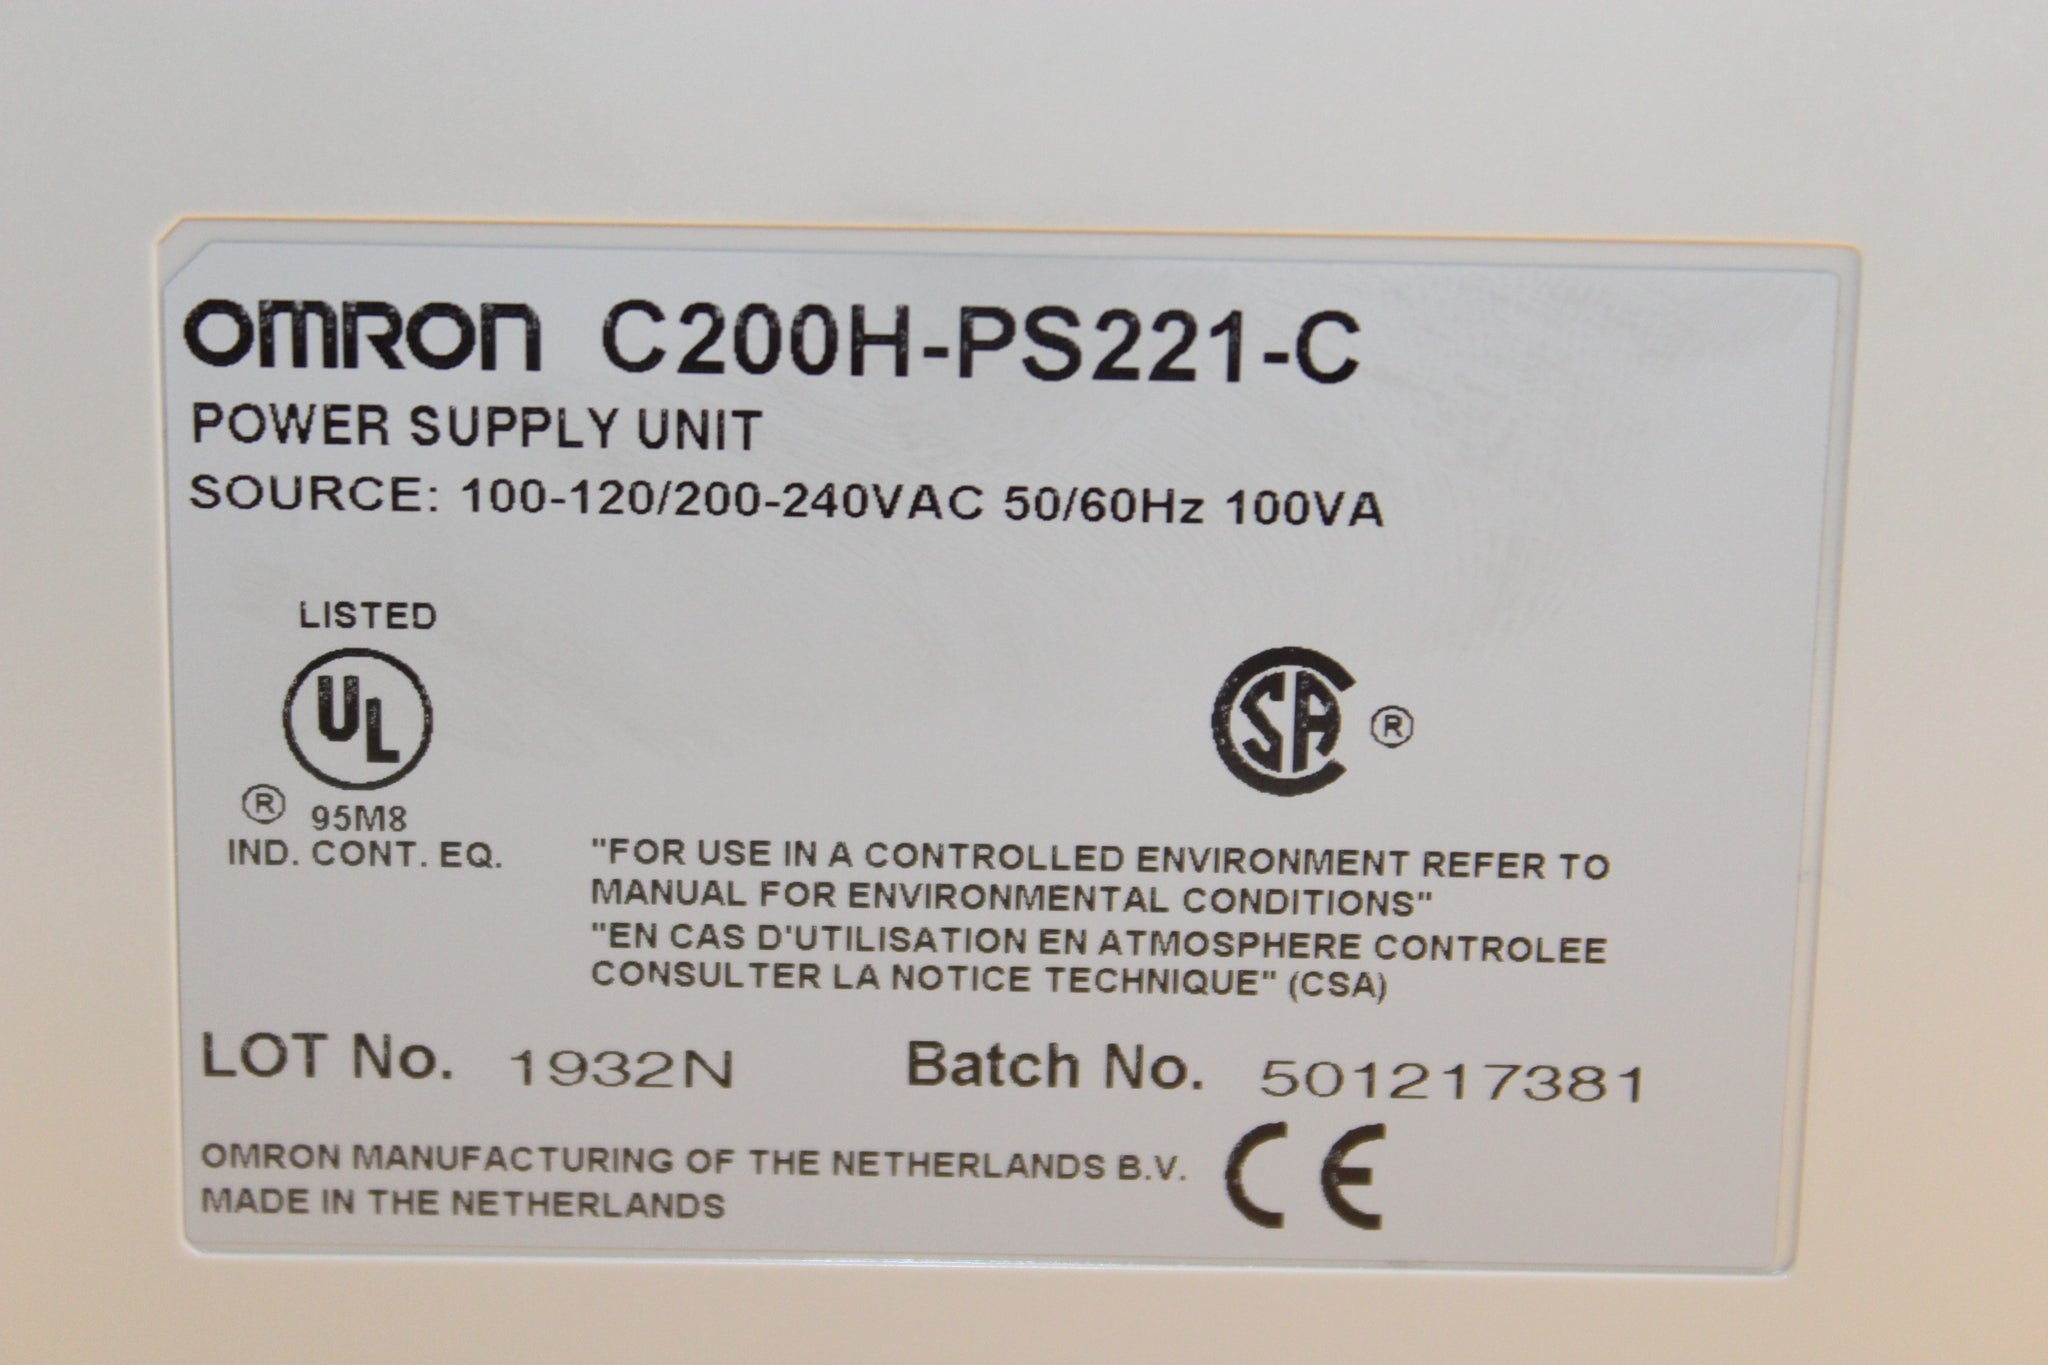 OMRON C200H-PS221-C
POWER SUPPLY UNIT
SOURCE: 100-120/200-240VAC 50/60Hz 100VA
LISTED
UL
CSA ®
® 95M8
IND. CONT. EQ.
"FOR USE IN A CONTROLLED ENVIRONMENT REFER TO
MANUAL FOR ENVIRONMENTAL CONDITIONS"
"EN CAS D'UTILISATION EN ATMOSPHERE CONTROLEE
CONSULTER LA NOTICE TECHNIQUE" (CSA)
LOT No. 1932N Batch No. 501217381
OMRON MANUFACTURING OF THE NETHERLANDS B.V. CE
MADE IN THE NETHERLANDS